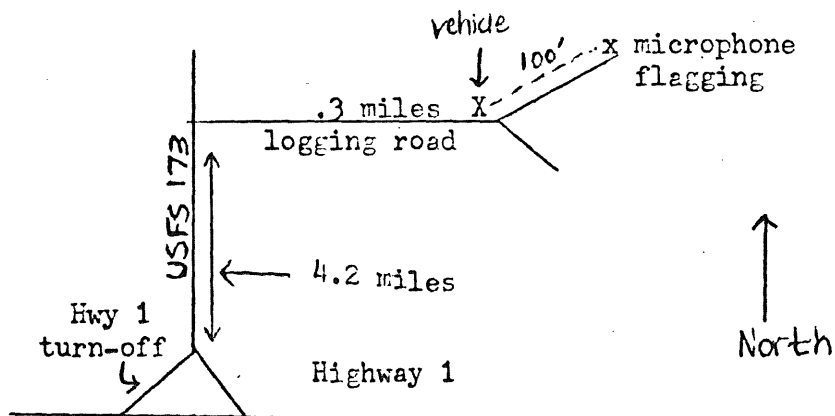 vehicle
100'
X
x microphone
flagging
.3 miles
logging road
USFS 173
4.2 miles
Hwy 1
turn-off
Highway 1
North